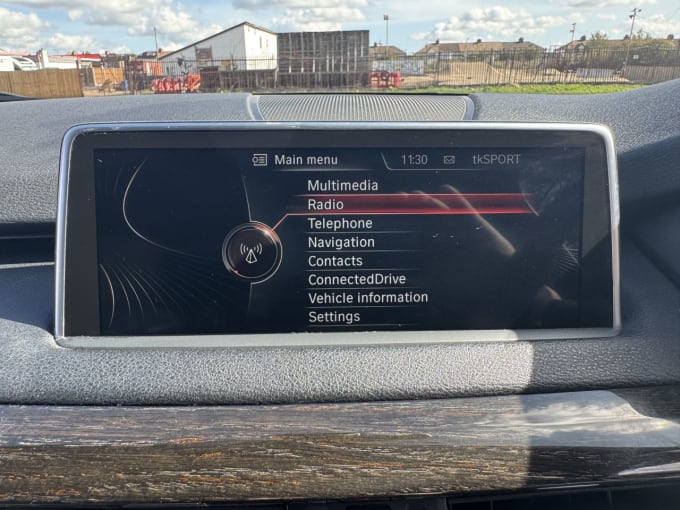 Main menu 11:30 tkSPORT
Multimedia
Radio
Telephone
Navigation
Contacts
ConnectedDrive
Vehicle information
Settings